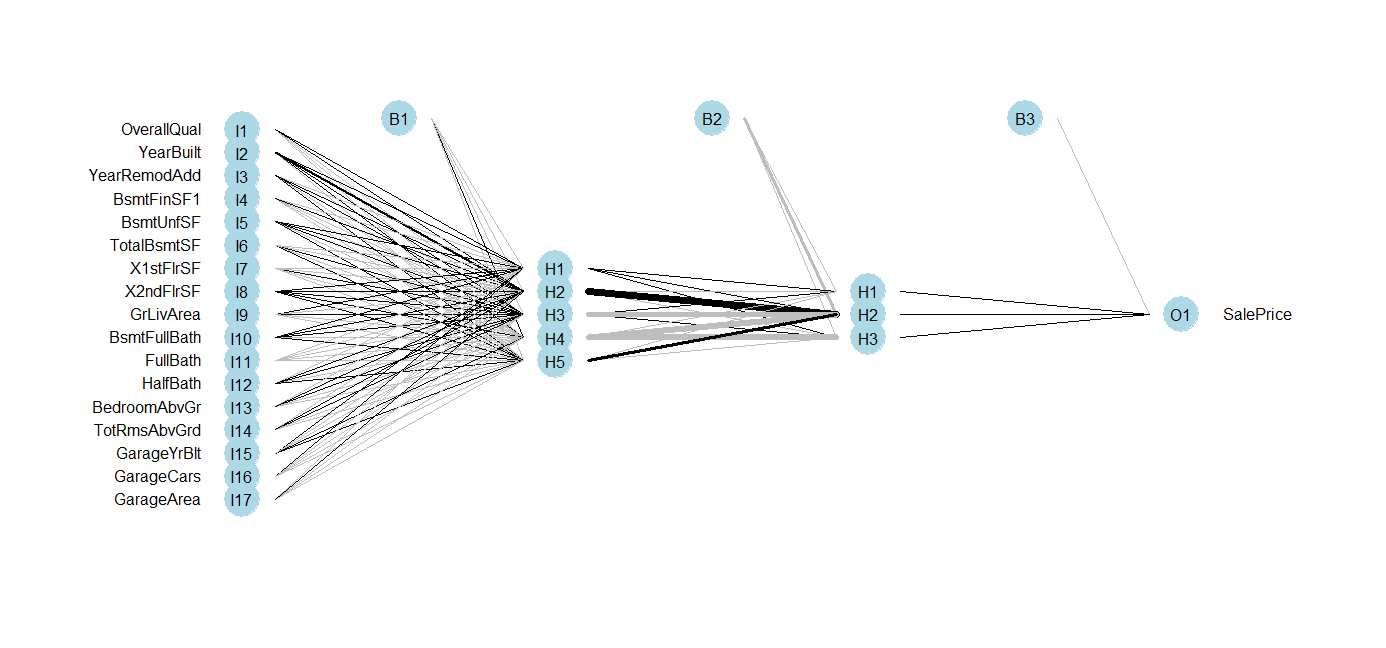 B1 B2 B3
OverallQual I1
YearBuilt I2
YearRemodAdd I3
BsmtFinSF1 I4
BsmtUnfSF I5
TotalBsmtSF I6
X1stFlrSF I7 H1
X2ndFlrSF I8 H2 H1
GrLivArea I9 H3 H2 O1 SalePrice
BsmtFullBath I10 H4 H3
FullBath I11 H5
HalfBath I12
BedroomAbvGr I13
TotRmsAbvGrd I14
GarageYrBlt I15
GarageCars I16
GarageArea I17